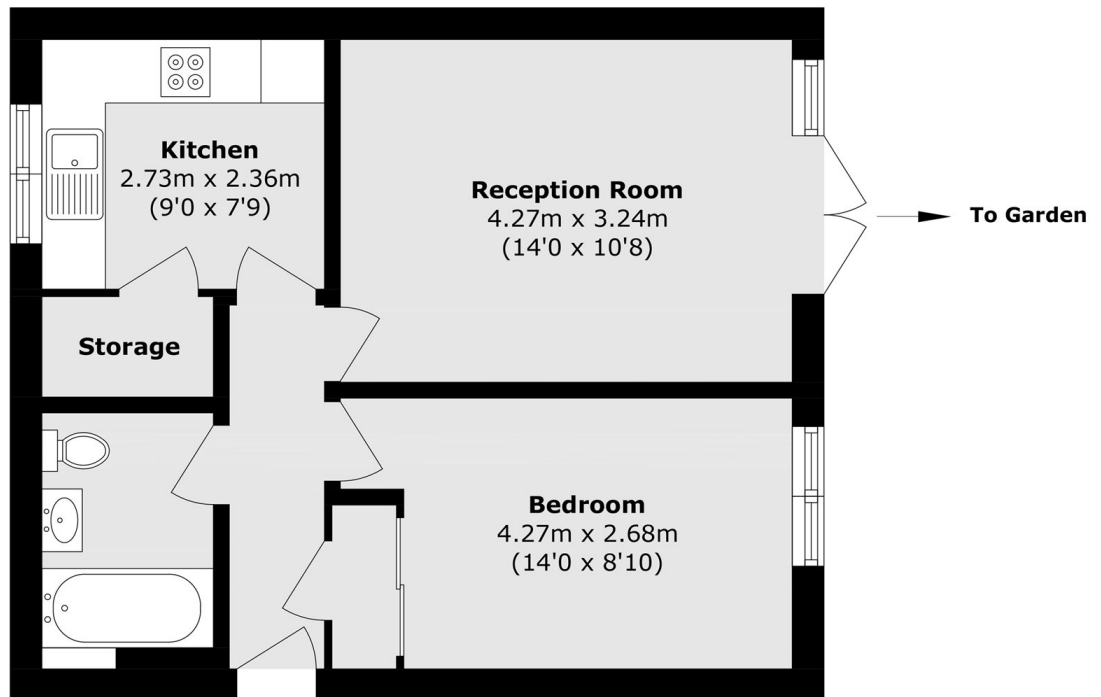 Kitchen
2.73m x 2.36m
(9'0 x 7'9)
Reception Room
4.27m x 3.24m
(14'0 x 10'8)
To Garden
Storage
Bedroom
4.27m x 2.68m
(14'0 x 8'10)